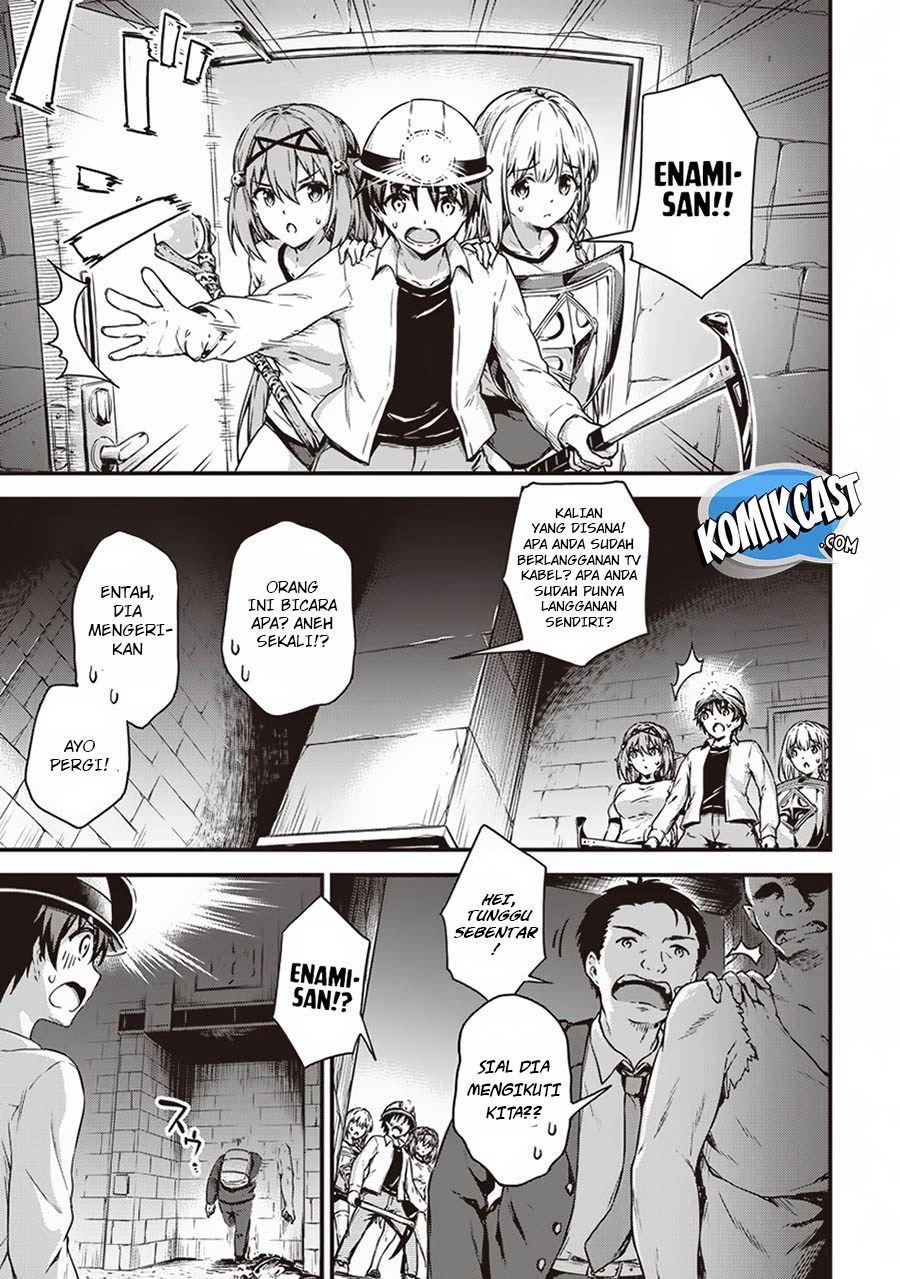 ENAMI-
SAN!!
KOMIKCAST
.COM
KALIAN
YANG DISANA!
APA ANDA SUDAH
BERLANGGANAN TV
KABEL? APA ANDA
SUDAH PUNYA
LANGGANAN
SENDIRI?
ORANG
INI BICARA
APA? ANEH
SEKALI!?
ENTAH,
DIA
MENGERI-
KAN
AYO
PERGI!
HEI,
TUNGGU
SEBENTAR
!
SIAL DIA
MENGIKUTI
KITA??
ENAMI-
SAN!?
スゥ…